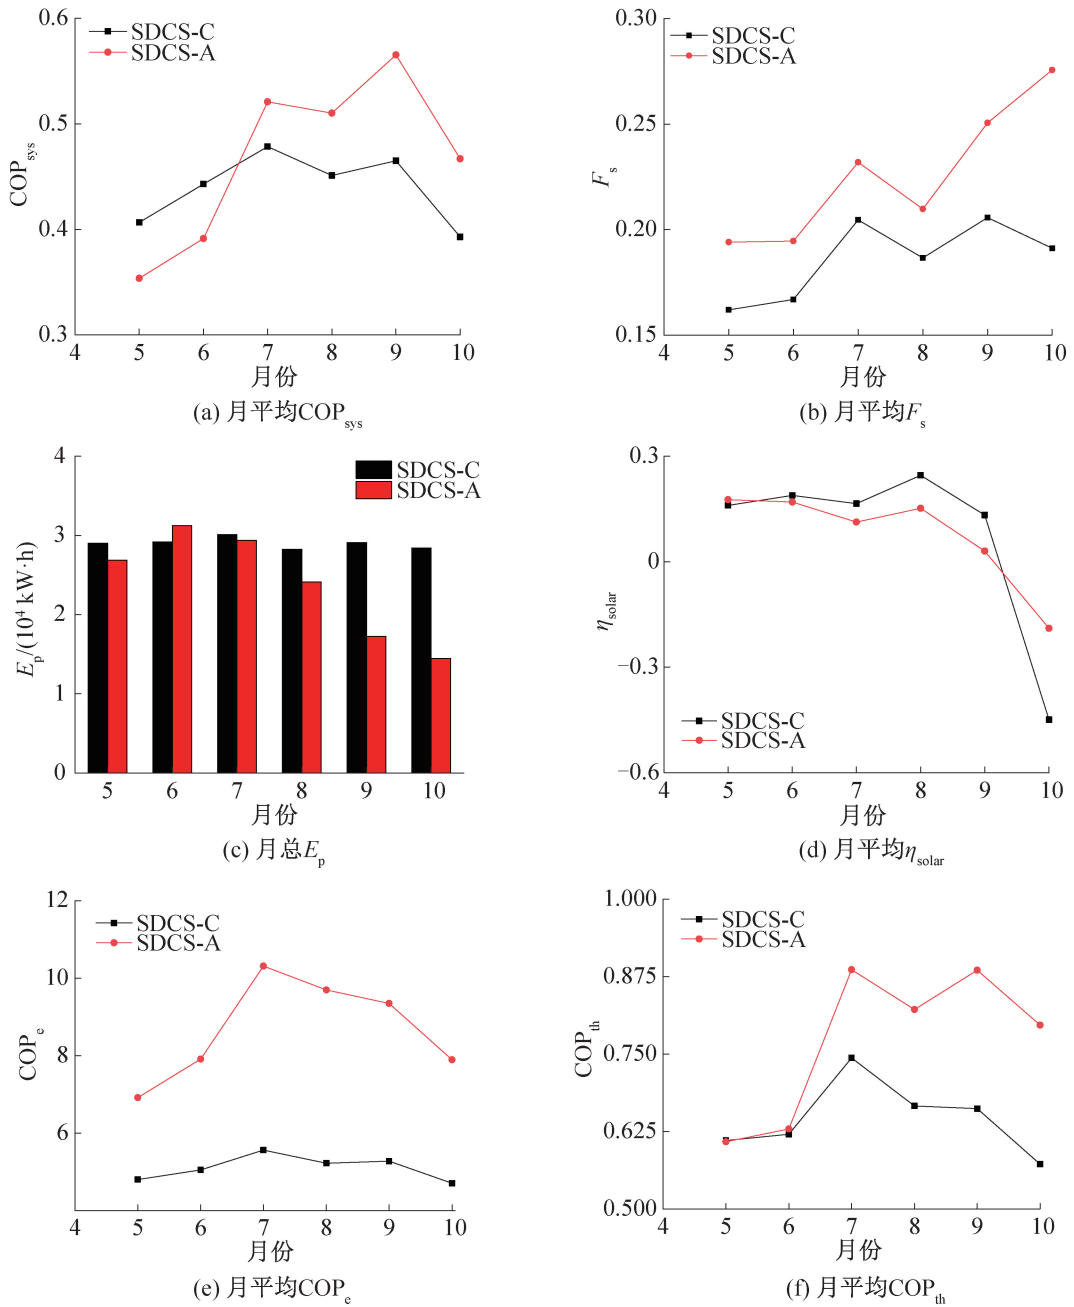 SDCS-C
SDCS-A
0.6
0.5
0.4
0.3
COPsys
4 5 6 7 8 9 10
月份
(a) 月平均COPsys
SDCS-C
SDCS-A
0.30
0.25
0.20
0.15
Fs
4 5 6 7 8 9 10
月份
(b) 月平均Fs
SDCS-C
SDCS-A
4
3
2
1
0
Ep/(10⁴ kW·h)
5 6 7 8 9 10
月份
(c) 月总Ep
0.3
0
−0.3
−0.6
ηsolar
SDCS-C
SDCS-A
4 5 6 7 8 9 10
月份
(d) 月平均ηsolar
SDCS-C
SDCS-A
12
10
8
6
COPe
4 5 6 7 8 9 10
月份
(e) 月平均COPe
SDCS-C
SDCS-A
1.000
0.875
0.750
0.625
0.500
COPth
4 5 6 7 8 9 10
月份
(f) 月平均COPth